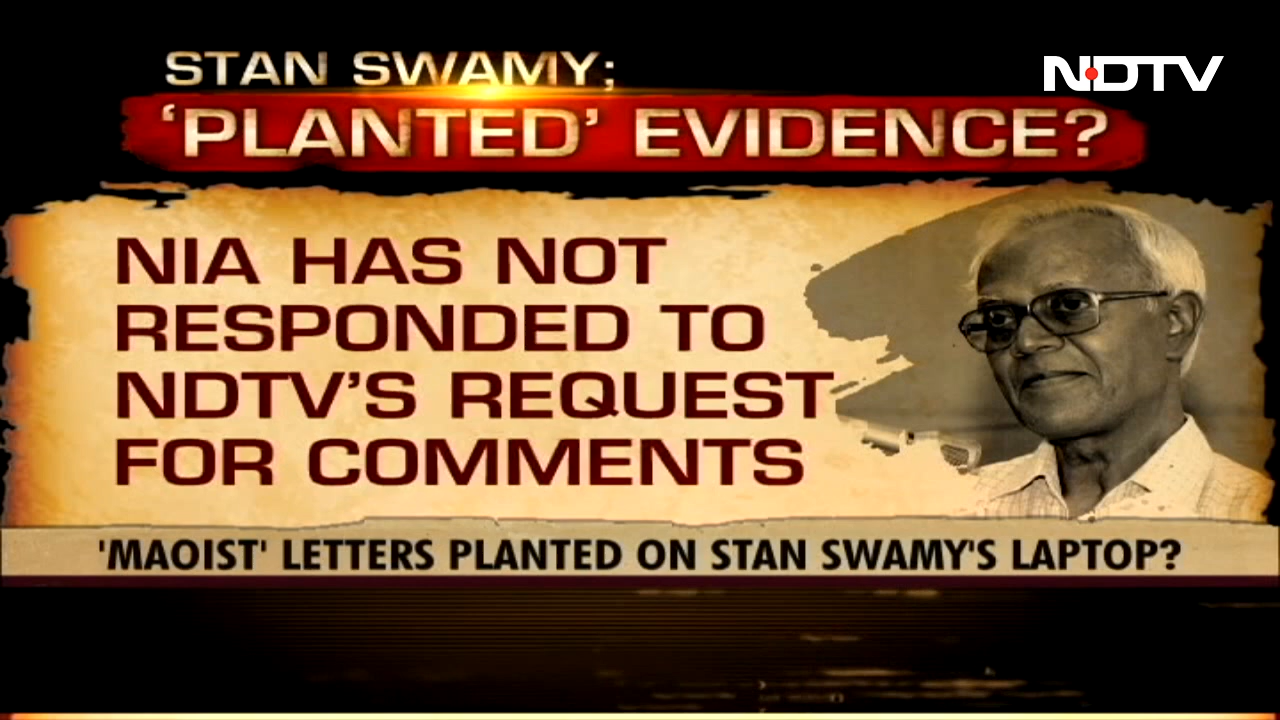 STAN SWAMY;
NDTV
‘PLANTED’ EVIDENCE?
NIA HAS NOT
RESPONDED TO
NDTV’S REQUEST
FOR COMMENTS
'MAOIST' LETTERS PLANTED ON STAN SWAMY'S LAPTOP?